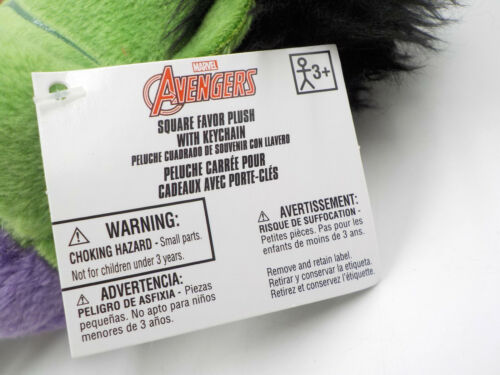 MARVEL
AVENGERS
3+
SQUARE FAVOR PLUSH
WITH KEYCHAIN
PELUCHE CUADRADO DE SOUVENIR CON LLAVERO
PELUCHE CARRÉE POUR
CADEAUX AVEC PORTE-CLÉS
WARNING:
CHOKING HAZARD - Small parts.
Not for children under 3 years.
ADVERTENCIA:
PELIGRO DE ASFIXIA - Piezas
pequeñas. No apto para niños
menores de 3 años.
AVERTISSEMENT:
RISQUE DE SUFFOCATION -
Petites pièces. Pas pour les
enfants de moins de 3 ans.
Remove and retain label.
Retirar y conservar la etiqueta.
Retirez et conservez l'étiquette.